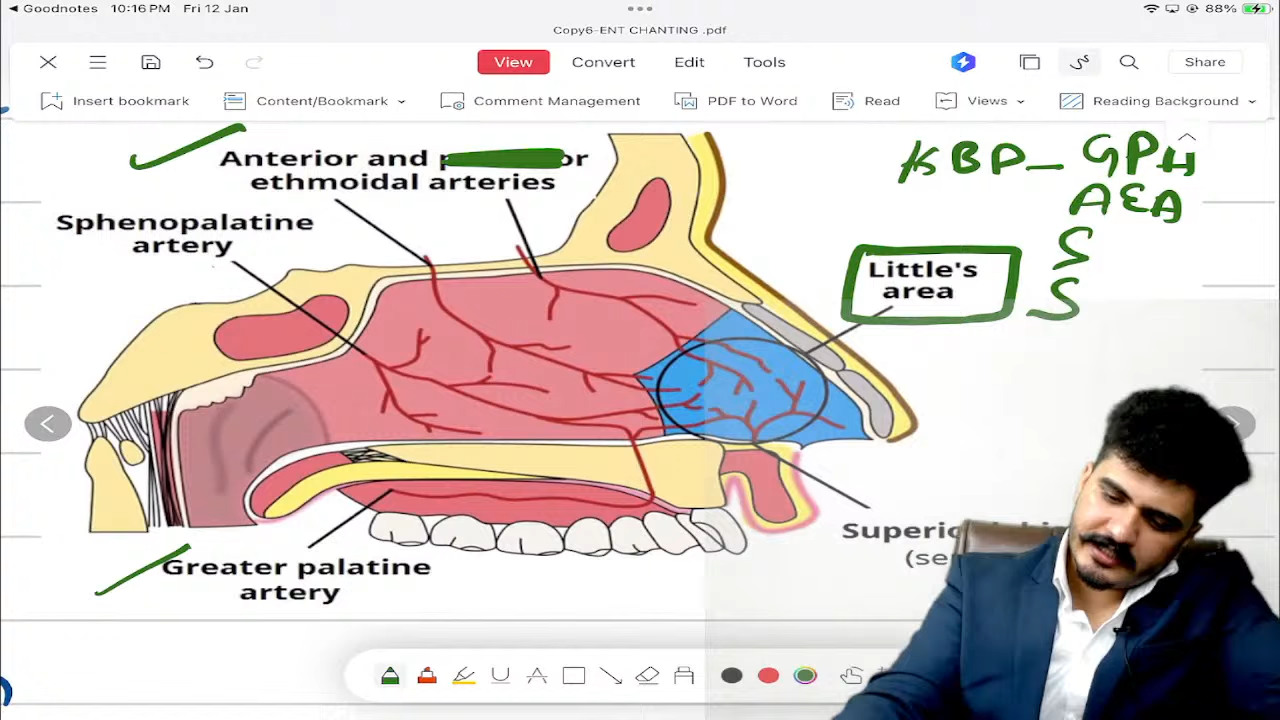 Goodnotes 10:16 PM Fri 12 Jan 88%
Copy6-ENT CHANTING .pdf
View Convert Edit Tools Share
Insert bookmark Content/Bookmark Comment Management PDF to Word Read Views Reading Background
Anterior and
ethmoidal arteries
Sphenopalatine
artery
KBP - GPH
AEA
S
S
Little's
area
Greater palatine
artery